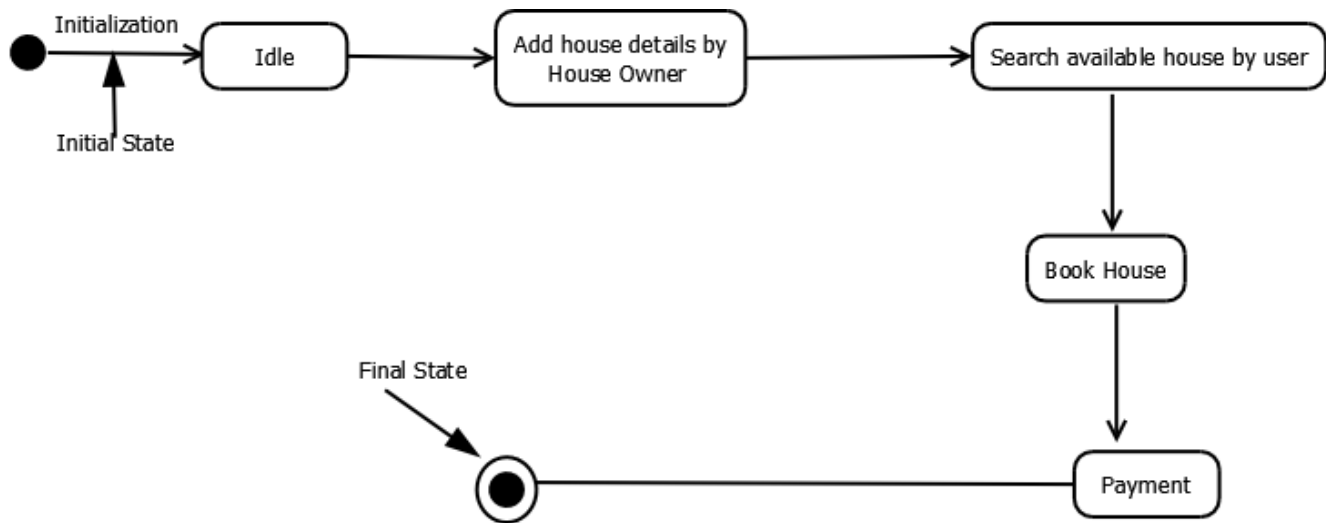 Initialization
Idle
Add house details by
House Owner
Search available house by user
Initial State
Book House
Final State
Payment